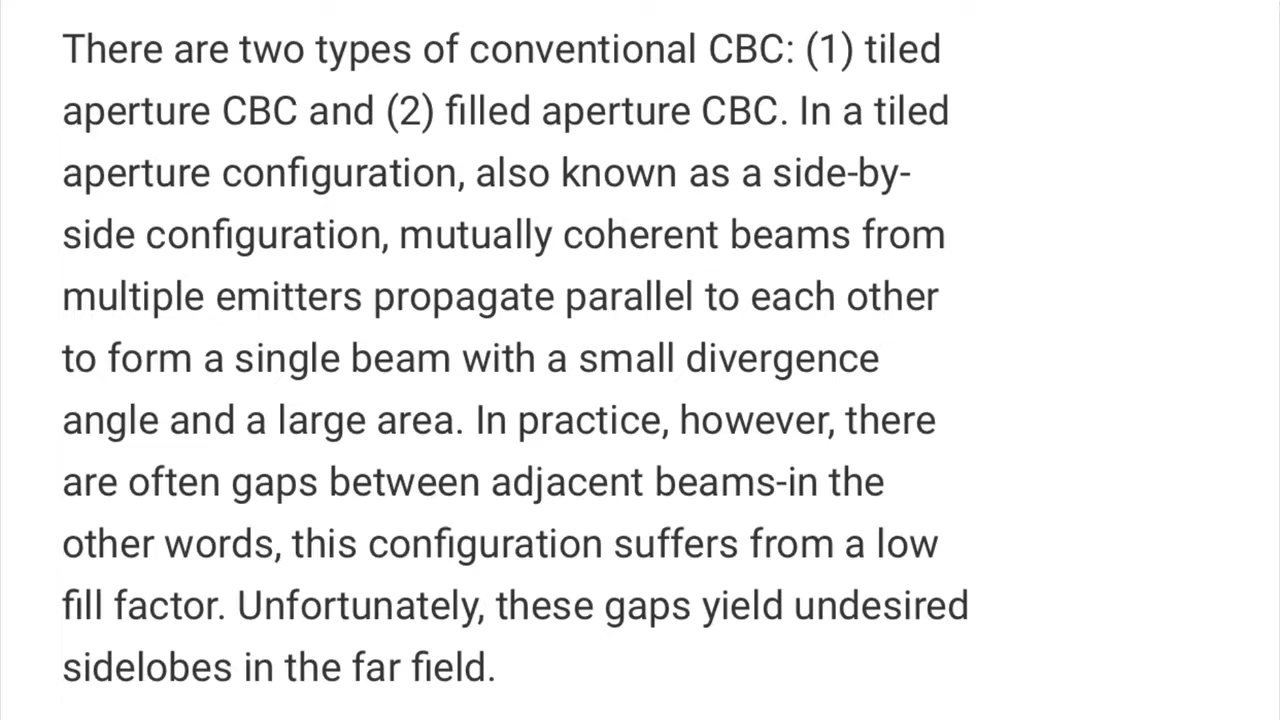 There are two types of conventional CBC: (1) tiled
aperture CBC and (2) filled aperture CBC. In a tiled
aperture configuration, also known as a side-by-
side configuration, mutually coherent beams from
multiple emitters propagate parallel to each other
to form a single beam with a small divergence
angle and a large area. In practice, however, there
are often gaps between adjacent beams-in the
other words, this configuration suffers from a low
fill factor. Unfortunately, these gaps yield undesired
sidelobes in the far field.